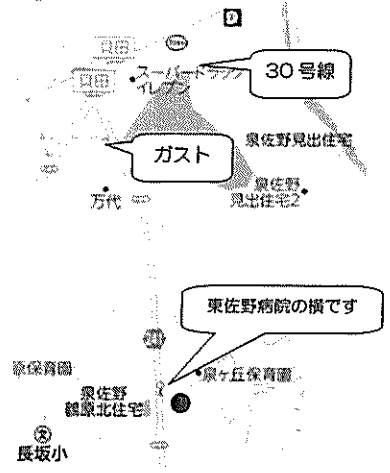 スーパードラッグ
イレブン
30号線
ガスト
泉佐野見出住宅
万代
泉佐野
見出住宅2
東佐野病院の横です
泉ヶ丘保育園
原保育園
泉佐野
鶴原北住宅
長坂小